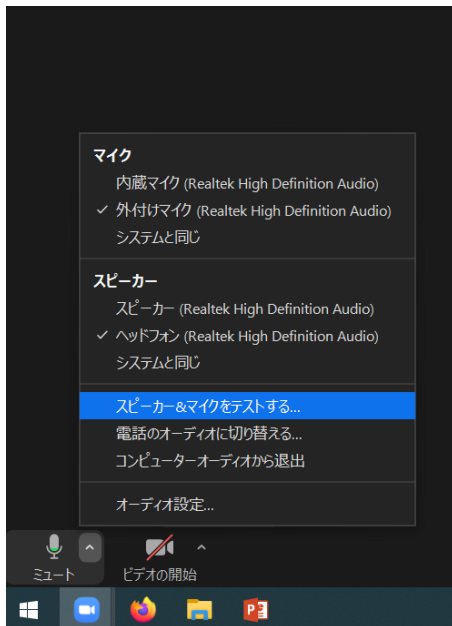 マイク
内蔵マイク (Realtek High Definition Audio)
✓ 外付けマイク (Realtek High Definition Audio)
システムと同じ
スピーカー
スピーカー (Realtek High Definition Audio)
✓ ヘッドフォン (Realtek High Definition Audio)
システムと同じ
スピーカー&マイクをテストする...
電話のオーディオに切り替える...
コンピューターオーディオから退出
オーディオ設定...
ミュート
ビデオの開始